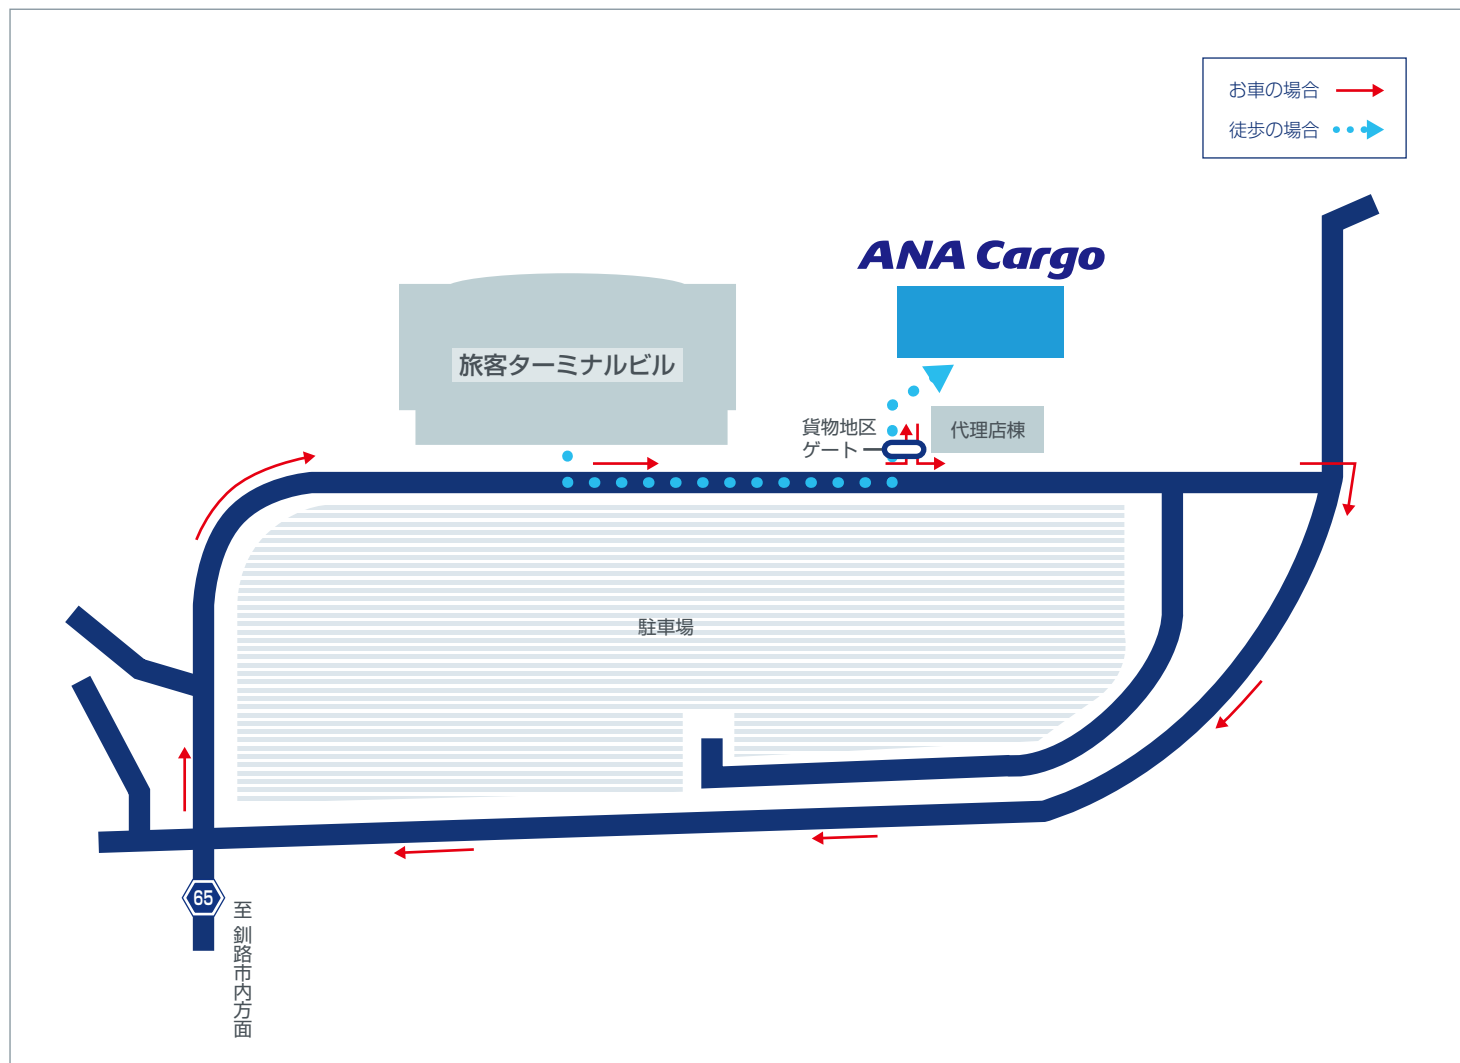 お車の場合
徒歩の場合
ANA Cargo
旅客ターミナルビル
貨物地区
ゲート
代理店棟
駐車場
65
至 釧路市内方面